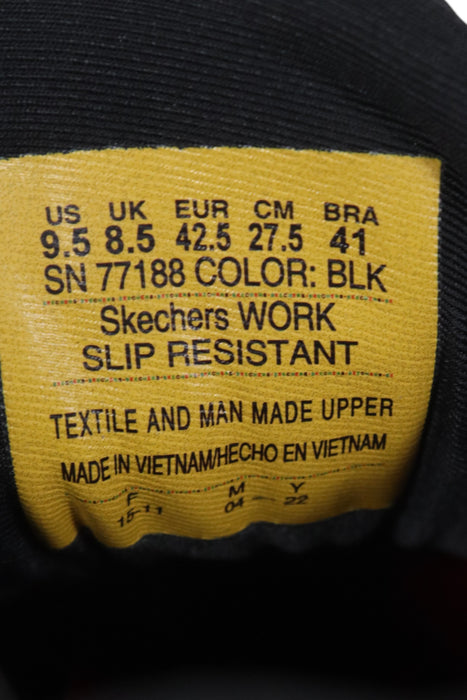 US UK EUR CM BRA
9.5 8.5 42.5 27.5 41
SN 77188 COLOR: BLK
Skechers WORK
SLIP RESISTANT
TEXTILE AND MAN MADE UPPER
MADE IN VIETNAM/HECHO EN VIETNAM
F M Y
15-11 04 22